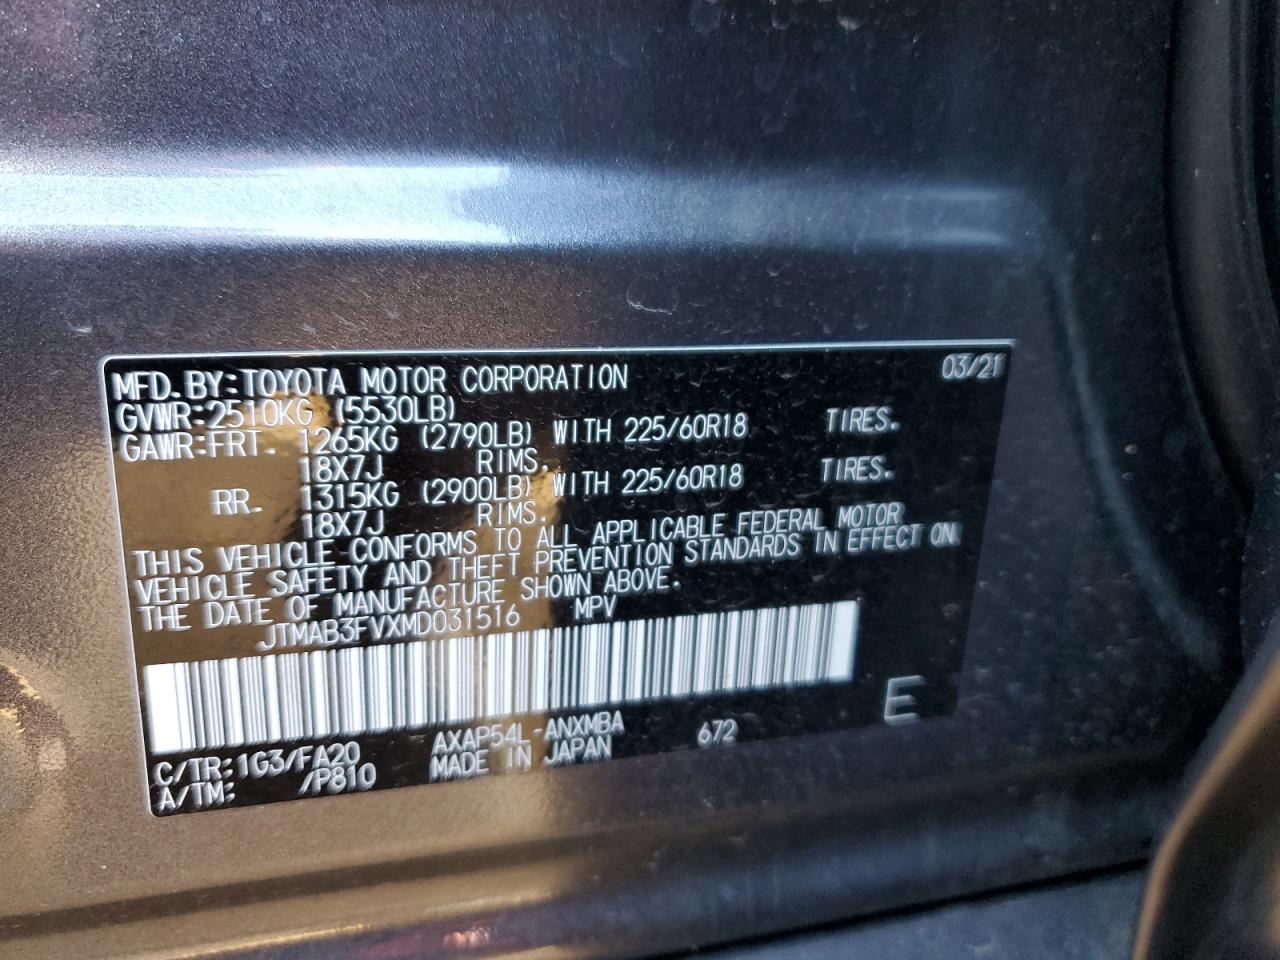 MFD.BY:TOYOTA MOTOR CORPORATION 03/21
GVWR:2510KG (5530LB)
GAWR:FRT. 1265KG (2790LB) WITH 225/60R18 TIRES.
18X7J RIMS.
RR. 1315KG (2900LB) WITH 225/60R18 TIRES.
18X7J RIMS.
THIS VEHICLE CONFORMS TO ALL APPLICABLE FEDERAL MOTOR
VEHICLE SAFETY AND THEFT PREVENTION STANDARDS IN EFFECT ON
THE DATE OF MANUFACTURE SHOWN ABOVE.
JTMAB3FVXMD031516 MPV
E
C/TR:1G3/FA20 AXAP54L-ANXMBA 672
A/TM: /P810 MADE IN JAPAN